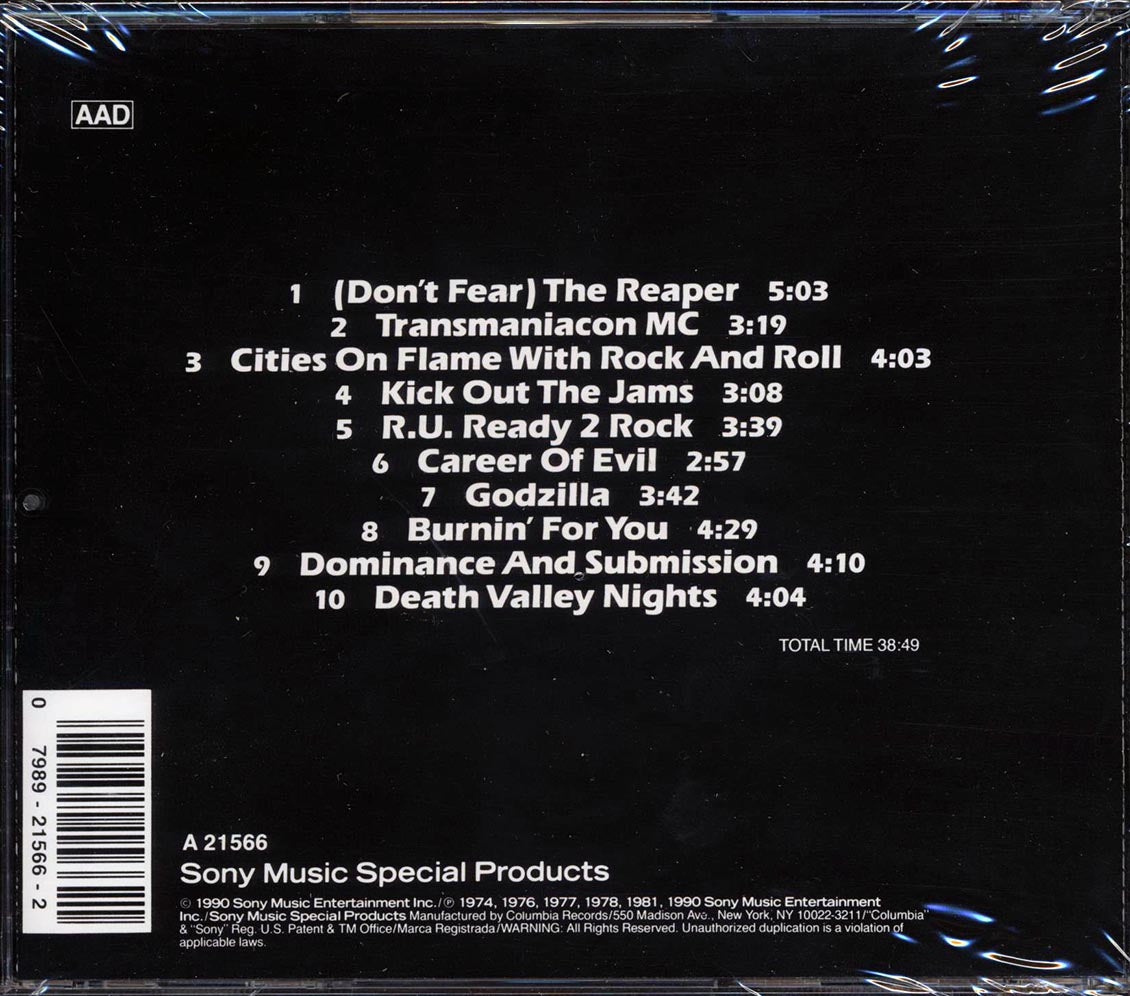 AAD
1 (Don't Fear) The Reaper 5:03
2 Transmaniacon MC 3:19
3 Cities On Flame With Rock And Roll 4:03
4 Kick Out The Jams 3:08
5 R.U. Ready 2 Rock 3:39
6 Career Of Evil 2:57
7 Godzilla 3:42
8 Burnin' For You 4:29
9 Dominance And Submission 4:10
10 Death Valley Nights 4:04
TOTAL TIME 38:49
0 7989-21566-2
A 21566
Sony Music Special Products
© 1990 Sony Music Entertainment Inc./℗ 1974, 1976, 1977, 1978, 1981, 1990 Sony Music Entertainment
Inc./Sony Music Special Products Manufactured by Columbia Records/550 Madison Ave., New York, NY 10022-3211/"Columbia"
& "Sony" Reg. U.S. Patent & TM Office/Marca Registrada/WARNING: All Rights Reserved. Unauthorized duplication is a violation of
applicable laws.